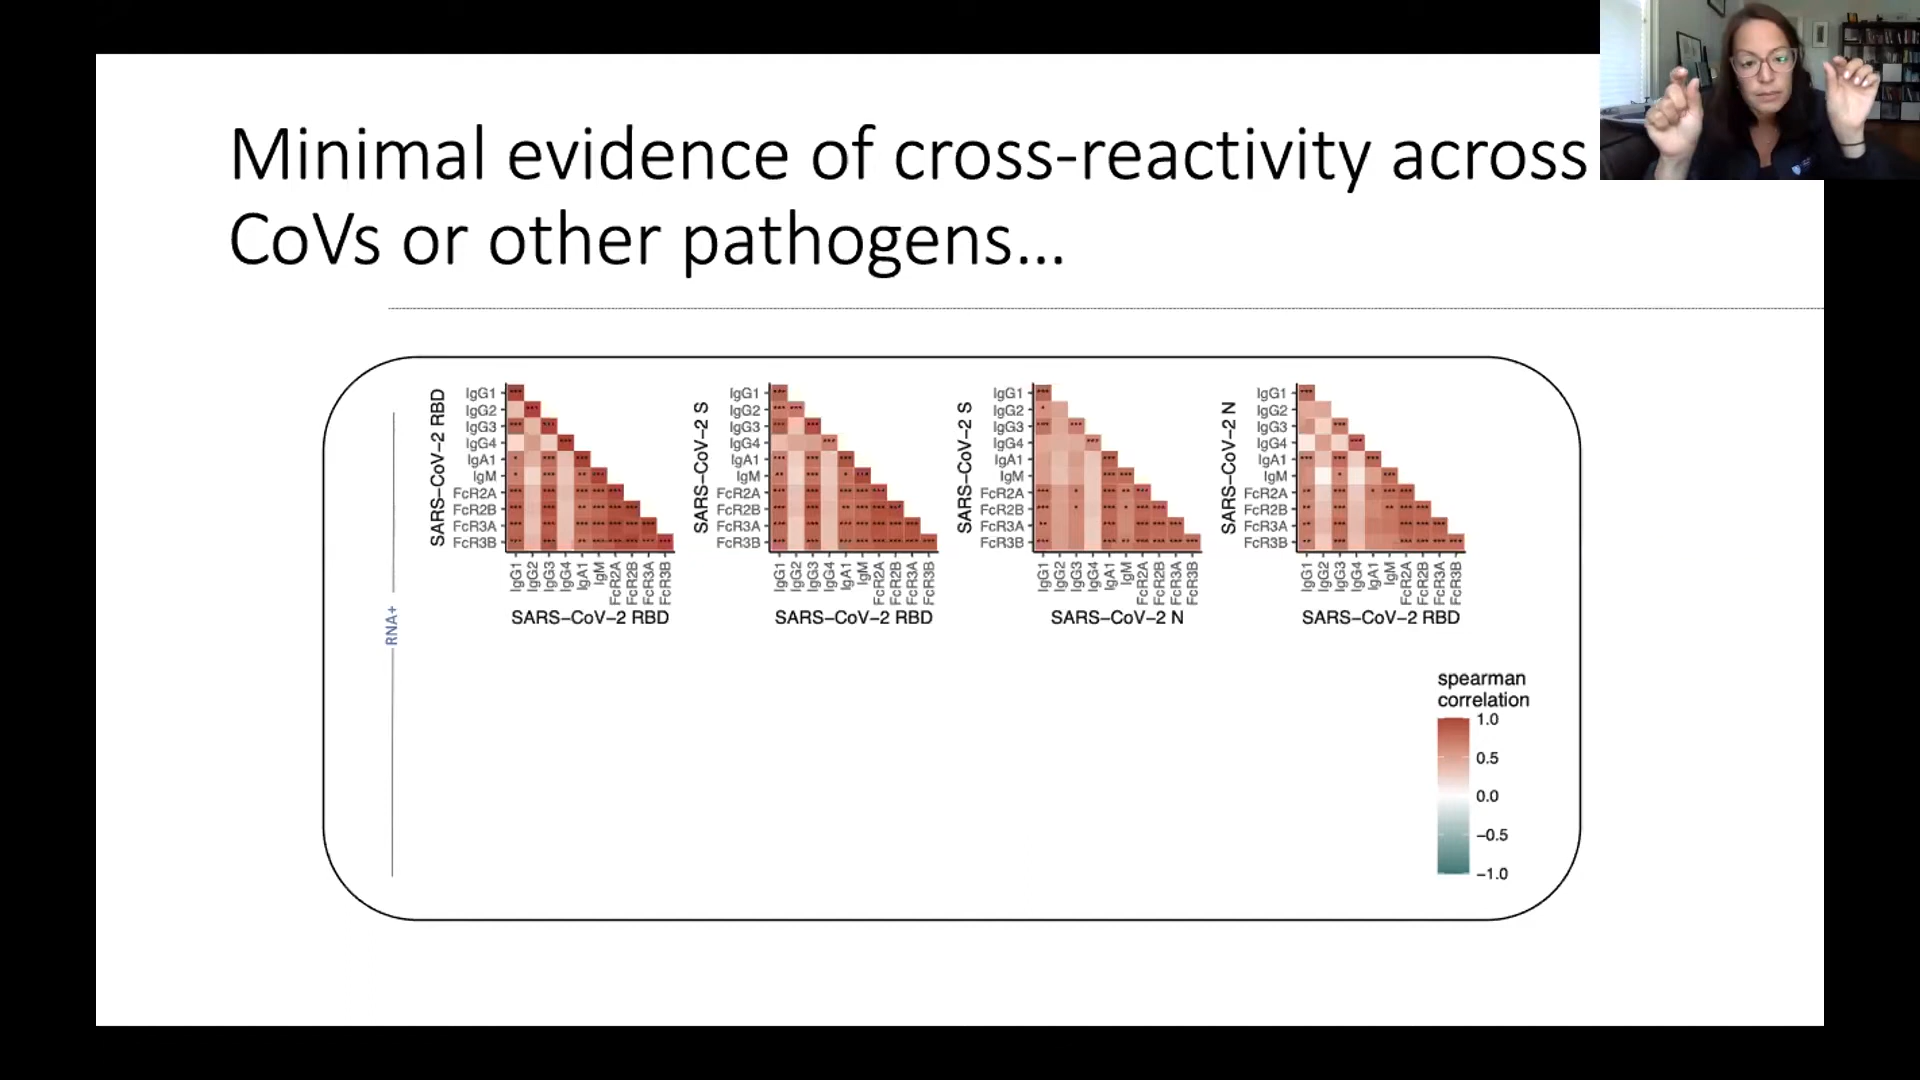 Minimal evidence of cross-reactivity across
CoVs or other pathogens...
RNA+
SARS−CoV−2 RBD
IgG1
IgG2
IgG3
IgG4
IgA1
IgM
FcR2A
FcR2B
FcR3A
FcR3B
IgG1
IgG2
IgG3
IgG4
IgA1
IgM
FcR2A
FcR2B
FcR3A
FcR3B
SARS−CoV−2 RBD
SARS−CoV−2 S
IgG1
IgG2
IgG3
IgG4
IgA1
IgM
FcR2A
FcR2B
FcR3A
FcR3B
IgG1
IgG2
IgG3
IgG4
IgA1
IgM
FcR2A
FcR2B
FcR3A
FcR3B
SARS−CoV−2 RBD
SARS−CoV−2 S
IgG1
IgG2
IgG3
IgG4
IgA1
IgM
FcR2A
FcR2B
FcR3A
FcR3B
IgG1
IgG2
IgG3
IgG4
IgA1
IgM
FcR2A
FcR2B
FcR3A
FcR3B
SARS−CoV−2 N
SARS−CoV−2 N
IgG1
IgG2
IgG3
IgG4
IgA1
IgM
FcR2A
FcR2B
FcR3A
FcR3B
IgG1
IgG2
IgG3
IgG4
IgA1
IgM
FcR2A
FcR2B
FcR3A
FcR3B
SARS−CoV−2 RBD
spearman
correlation
1.0
0.5
0.0
−0.5
−1.0